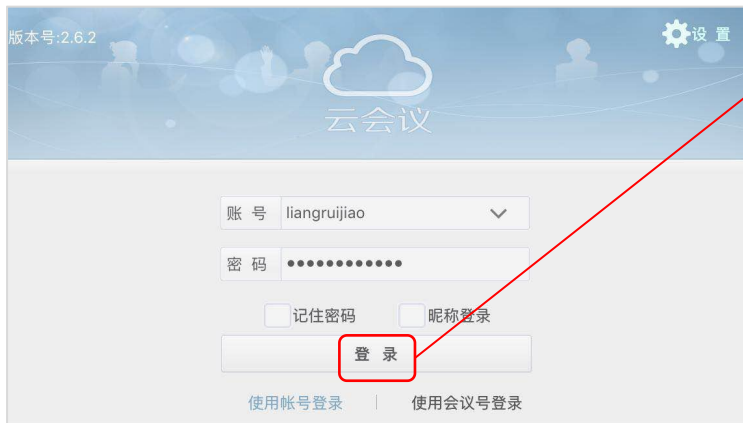 版本号:2.6.2
设 置
云会议
账 号 liangruijiao
密 码 ●●●●●●●●●●●●
记住密码 昵称登录
登 录
使用帐号登录 | 使用会议号登录